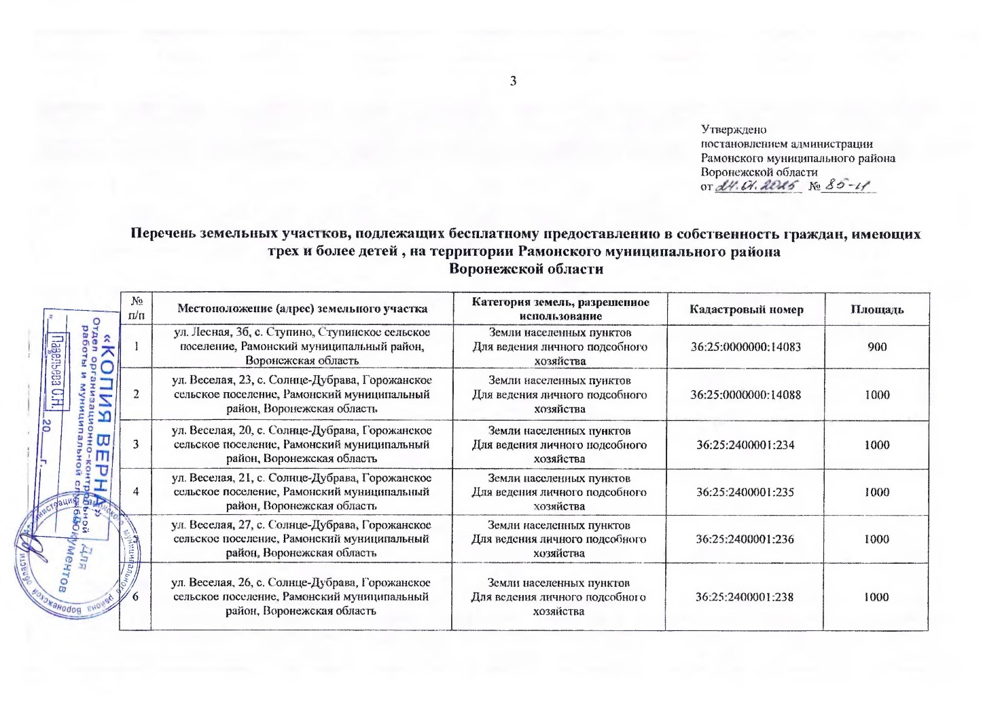 3
Утверждено
постановлением администрации
Рамонского муниципального района
Воронежской области
от 24.01.2025 № 85-п
Перечень земельных участков, подлежащих бесплатному предоставлению в собственность граждан, имеющих
трех и более детей , на территории Рамонского муниципального района
Воронежской области
№
п/п
Местоположение (адрес) земельного участка
Категория земель, разрешенное
использование
Кадастровый номер
Площадь
1
ул. Лесная, 3б, с. Ступино, Ступинское сельское
поселение, Рамонский муниципальный район,
Воронежская область
Земли населенных пунктов
Для ведения личного подсобного
хозяйства
36:25:0000000:14083
900
2
ул. Веселая, 23, с. Солнце-Дубрава, Горожанское
сельское поселение, Рамонский муниципальный
район, Воронежская область
Земли населенных пунктов
Для ведения личного подсобного
хозяйства
36:25:0000000:14088
1000
3
ул. Веселая, 20, с. Солнце-Дубрава, Горожанское
сельское поселение, Рамонский муниципальный
район, Воронежская область
Земли населенных пунктов
Для ведения личного подсобного
хозяйства
36:25:2400001:234
1000
4
ул. Веселая, 21, с. Солнце-Дубрава, Горожанское
сельское поселение, Рамонский муниципальный
район, Воронежская область
Земли населенных пунктов
Для ведения личного подсобного
хозяйства
36:25:2400001:235
1000
5
ул. Веселая, 27, с. Солнце-Дубрава, Горожанское
сельское поселение, Рамонский муниципальный
район, Воронежская область
Земли населенных пунктов
Для ведения личного подсобного
хозяйства
36:25:2400001:236
1000
6
ул. Веселая, 26, с. Солнце-Дубрава, Горожанское
сельское поселение, Рамонский муниципальный
район, Воронежская область
Земли населенных пунктов
Для ведения личного подсобного
хозяйства
36:25:2400001:238
1000
«КОПИЯ ВЕРНА»
Отдел организационно-контрольной
работы и муниципальной службы
"___"________20___г.
Для
документов
администрация Рамонского муниципального района Воронежской области